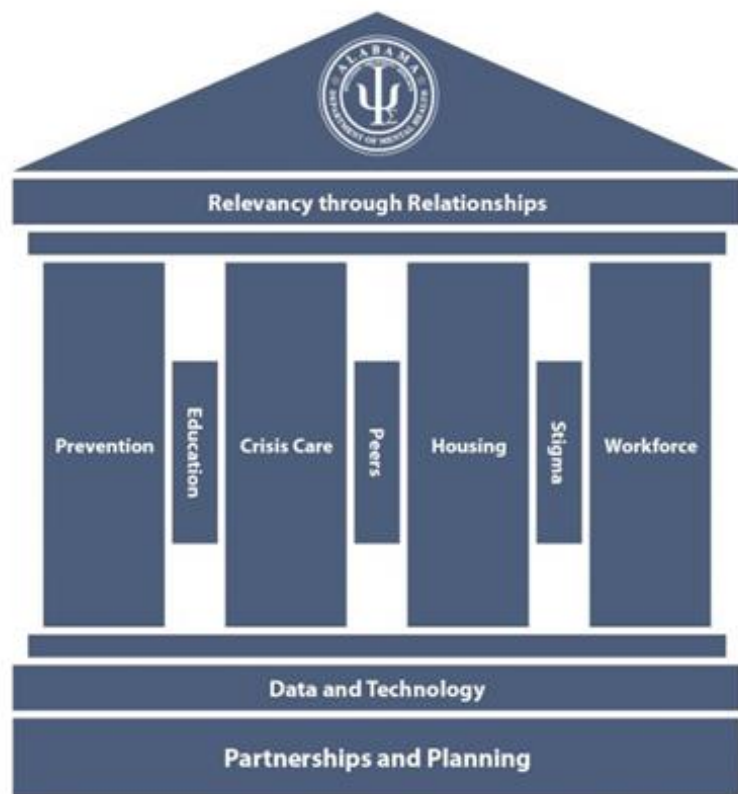 ALABAMA
DEPARTMENT OF MENTAL HEALTH
Relevancy through Relationships
Prevention
Education
Crisis Care
Peers
Housing
Stigma
Workforce
Data and Technology
Partnerships and Planning